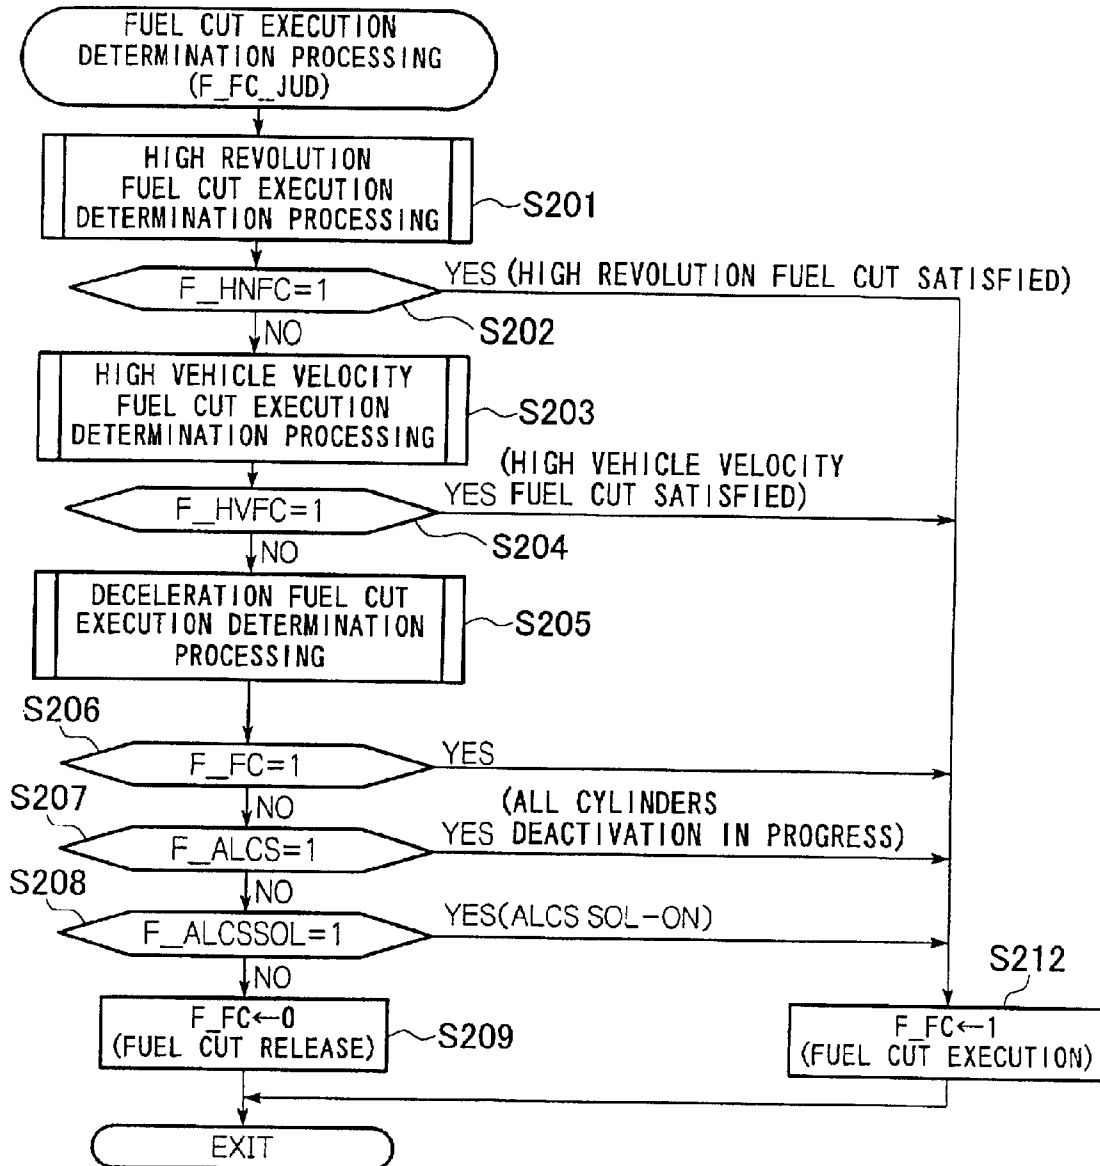 FUEL CUT EXECUTION
DETERMINATION PROCESSING
(F_FC_JUD)
HIGH REVOLUTION
FUEL CUT EXECUTION
DETERMINATION PROCESSING
S201
F_HNFC=1
YES (HIGH REVOLUTION FUEL CUT SATISFIED)
S202
NO
HIGH VEHICLE VELOCITY
FUEL CUT EXECUTION
DETERMINATION PROCESSING
S203
(HIGH VEHICLE VELOCITY
YES FUEL CUT SATISFIED)
F_HVFC=1
S204
NO
DECELERATION FUEL CUT
EXECUTION DETERMINATION
PROCESSING
S205
S206
F_FC=1
YES
NO
S207
(ALL CYLINDERS
YES DEACTIVATION IN PROGRESS)
F_ALCS=1
NO
S208
F_ALCSSOL=1
YES(ALCS SOL-ON)
NO
F_FC←0
(FUEL CUT RELEASE)
S209
S212
F_FC←1
(FUEL CUT EXECUTION)
EXIT